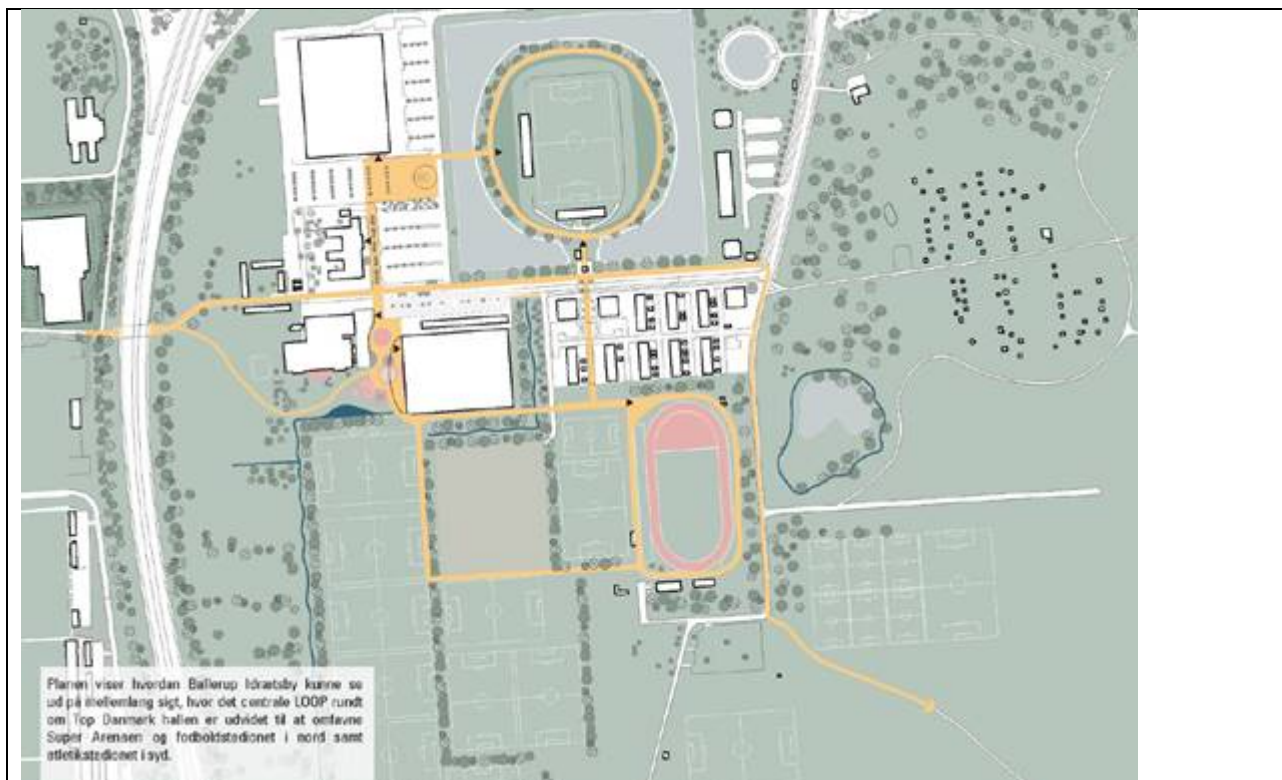 Planen viser hvordan Ballerup Idrætsby kunne se
ud på mellemlang sigt, hvor det centrale LOOP rundt
om Top Danmark hallen er udvidet til at omfavne
Super Arenaen og fodboldstadionet i nord samt
atletikstadionet i syd.